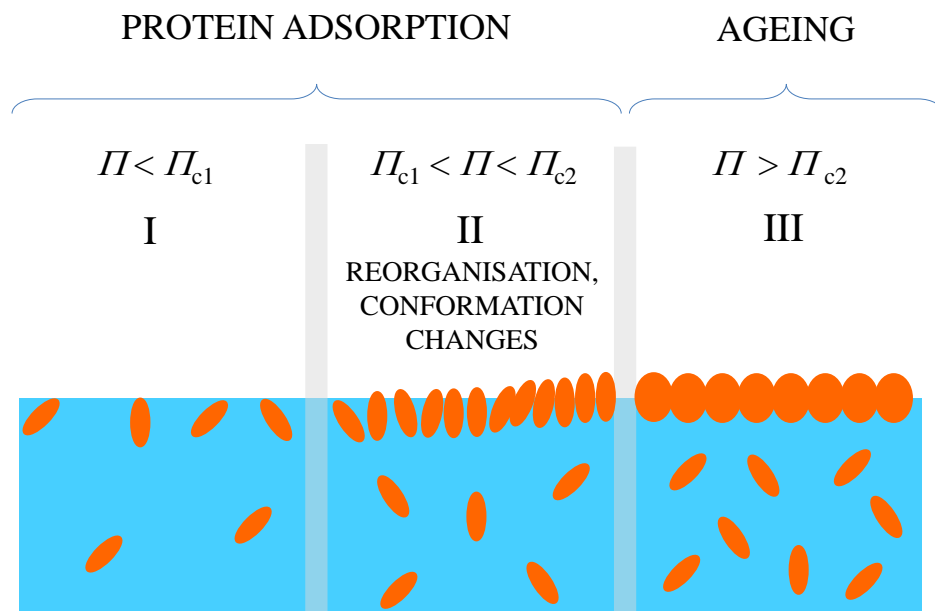 PROTEIN ADSORPTION
AGEING
Π < Πc1
Πc1 < Π < Πc2
Π > Πc2
I
II
III
REORGANISATION,
CONFORMATION
CHANGES